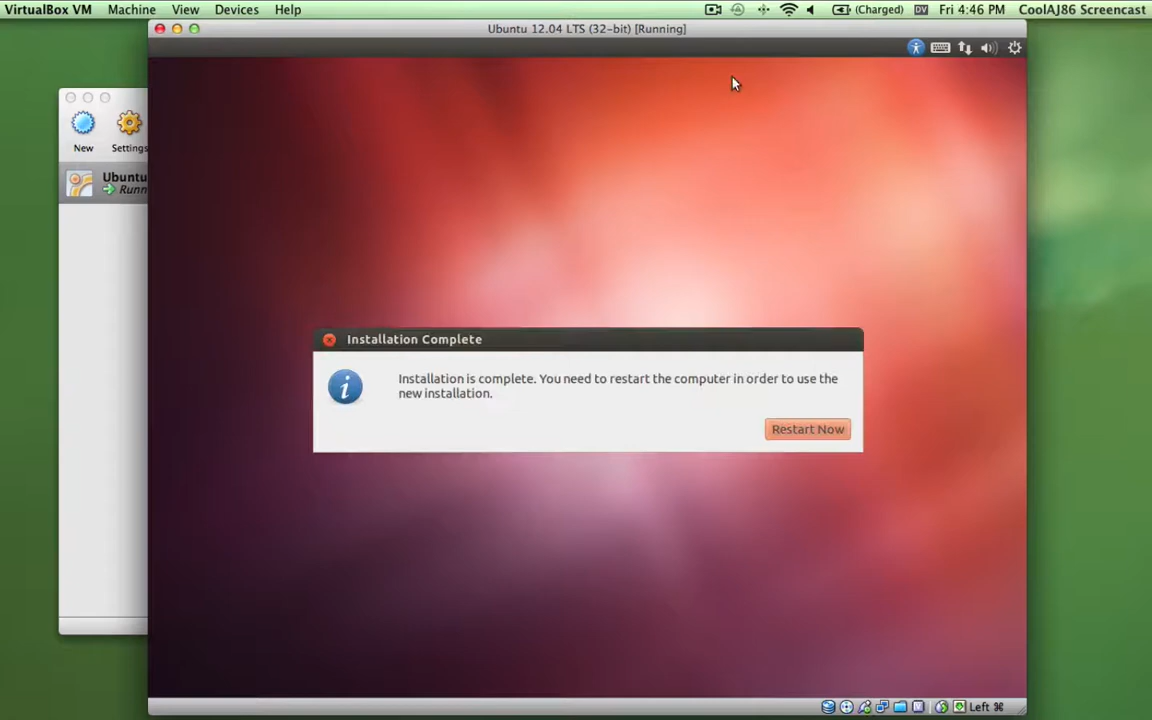 VirtualBox VM Machine View Devices Help (Charged) Fri 4:46 PM CoolAJ86 Screencast
Ubuntu 12.04 LTS (32-bit) [Running]
New Settings
Ubuntu
Runn
Installation Complete
Installation is complete. You need to restart the computer in order to use the
new installation.
Restart Now
Left ⌘